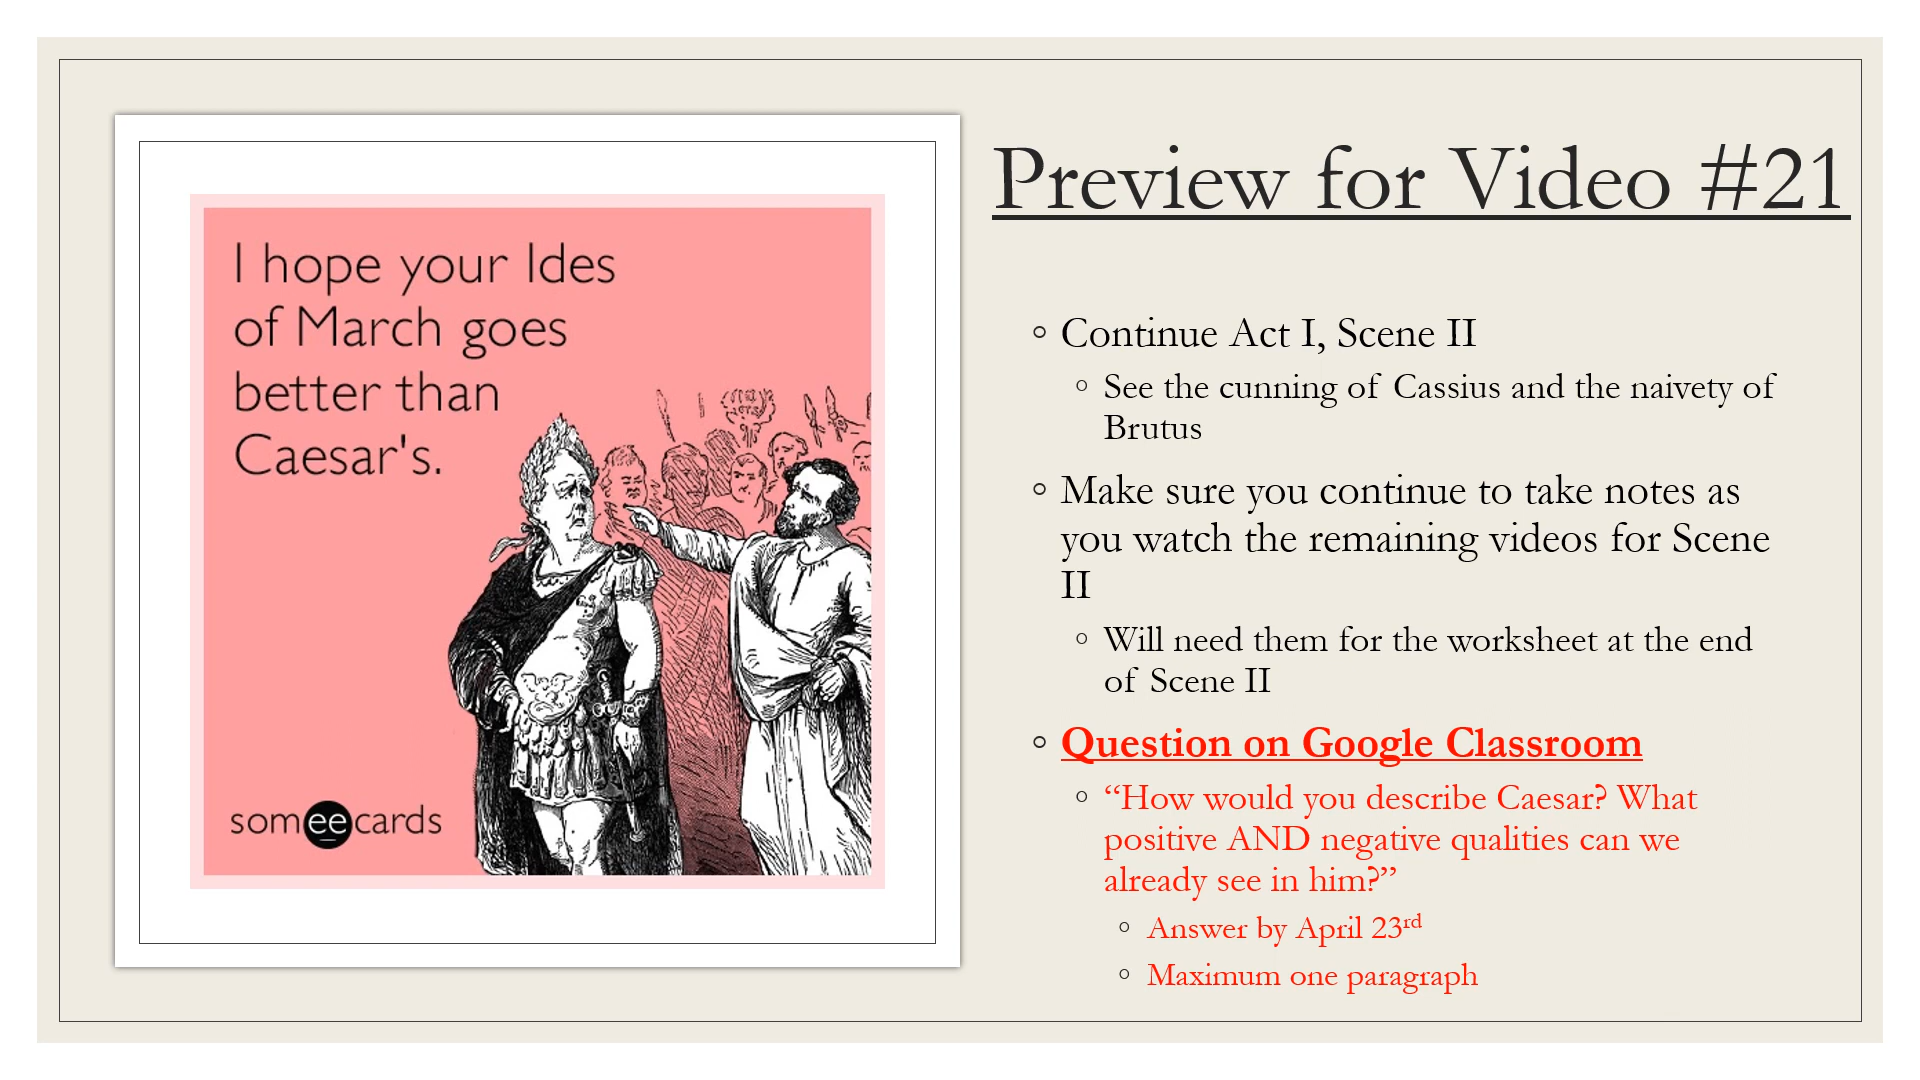 I hope your Ides
of March goes
better than
Caesar's.
someecards
Preview for Video #21
◦ Continue Act I, Scene II
◦ See the cunning of Cassius and the naivety of
Brutus
◦ Make sure you continue to take notes as
you watch the remaining videos for Scene
II
◦ Will need them for the worksheet at the end
of Scene II
◦ Question on Google Classroom
◦ “How would you describe Caesar? What
positive AND negative qualities can we
already see in him?”
◦ Answer by April 23rd
◦ Maximum one paragraph